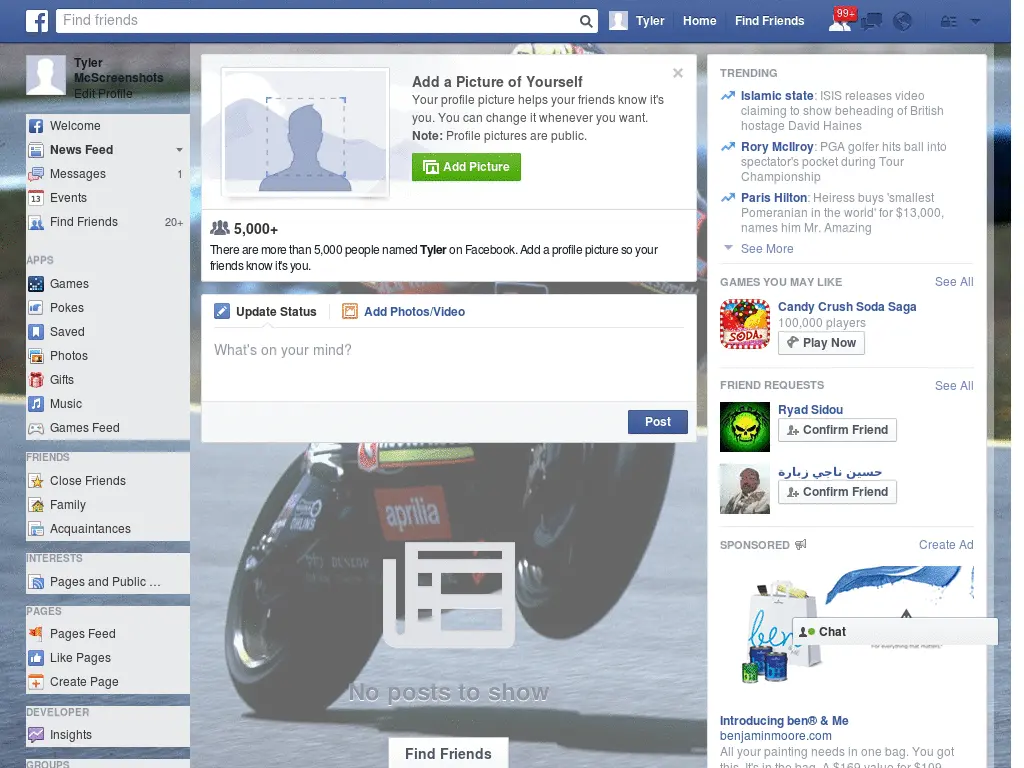 Find friends
Tyler
Home
Find Friends
99+
Tyler
McScreenshots
Edit Profile
Welcome
News Feed
Messages 1
13 Events
Find Friends 20+
APPS
Games
Pokes
Saved
Photos
Gifts
Music
Games Feed
FRIENDS
Close Friends
Family
Acquaintances
INTERESTS
Pages and Public ...
PAGES
Pages Feed
Like Pages
Create Page
DEVELOPER
Insights
GROUPS
Add a Picture of Yourself
Your profile picture helps your friends know it's
you. You can change it whenever you want.
Note: Profile pictures are public.
Add Picture
5,000+
There are more than 5,000 people named Tyler on Facebook. Add a profile picture so your
friends know it's you.
Update Status
Add Photos/Video
What's on your mind?
Post
aprilia
DUNLOP
No posts to show
Find Friends
TRENDING
Islamic state: ISIS releases video
claiming to show beheading of British
hostage David Haines
Rory McIlroy: PGA golfer hits ball into
spectator's pocket during Tour
Championship
Paris Hilton: Heiress buys 'smallest
Pomeranian in the world' for $13,000,
names him Mr. Amazing
See More
GAMES YOU MAY LIKE See All
SODA
Candy Crush Soda Saga
100,000 players
Play Now
FRIEND REQUESTS See All
Ryad Sidou
Confirm Friend
حسين ناجي زبارة
Confirm Friend
SPONSORED Create Ad
ben
Chat
Introducing ben® & Me
benjaminmoore.com
All your painting needs in one bag. You got
this. It's in the bag. A $169 value for $109